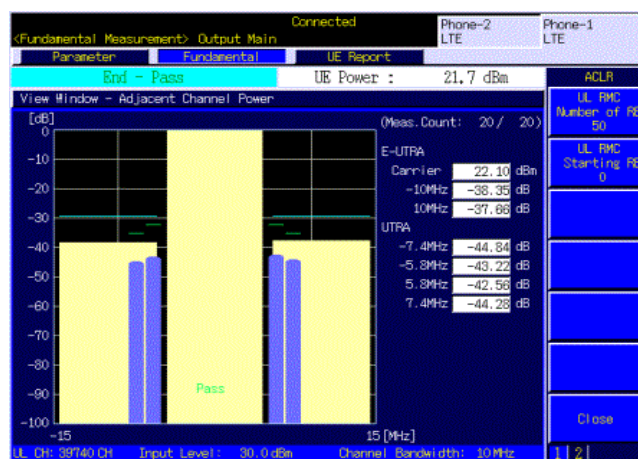 Connected
Phone-2
LTE
Phone-1
LTE
<Fundamental Measurement> Output Main
Parameter
Fundamental
UE Report
End - Pass
UE Power : 21.7 dBm
ACLR
View Window - Adjacent Channel Power
UL RMC
Number of RB
50
UL RMC
Starting RB
0
[dB]
(Meas.Count: 20/ 20)
0
-10
-20
-30
-40
-50
-60
-70
-80
-90
-100
E-UTRA
Carrier 22.10 dBm
-10MHz -38.35 dB
10MHz -37.66 dB
UTRA
-7.4MHz -44.84 dB
-5.8MHz -43.22 dB
5.8MHz -42.56 dB
7.4MHz -44.28 dB
Pass
-15
15 [MHz]
Close
UL CH: 39740 CH Input Level: 30.0 dBm Channel Bandwidth: 10 MHz
1 2